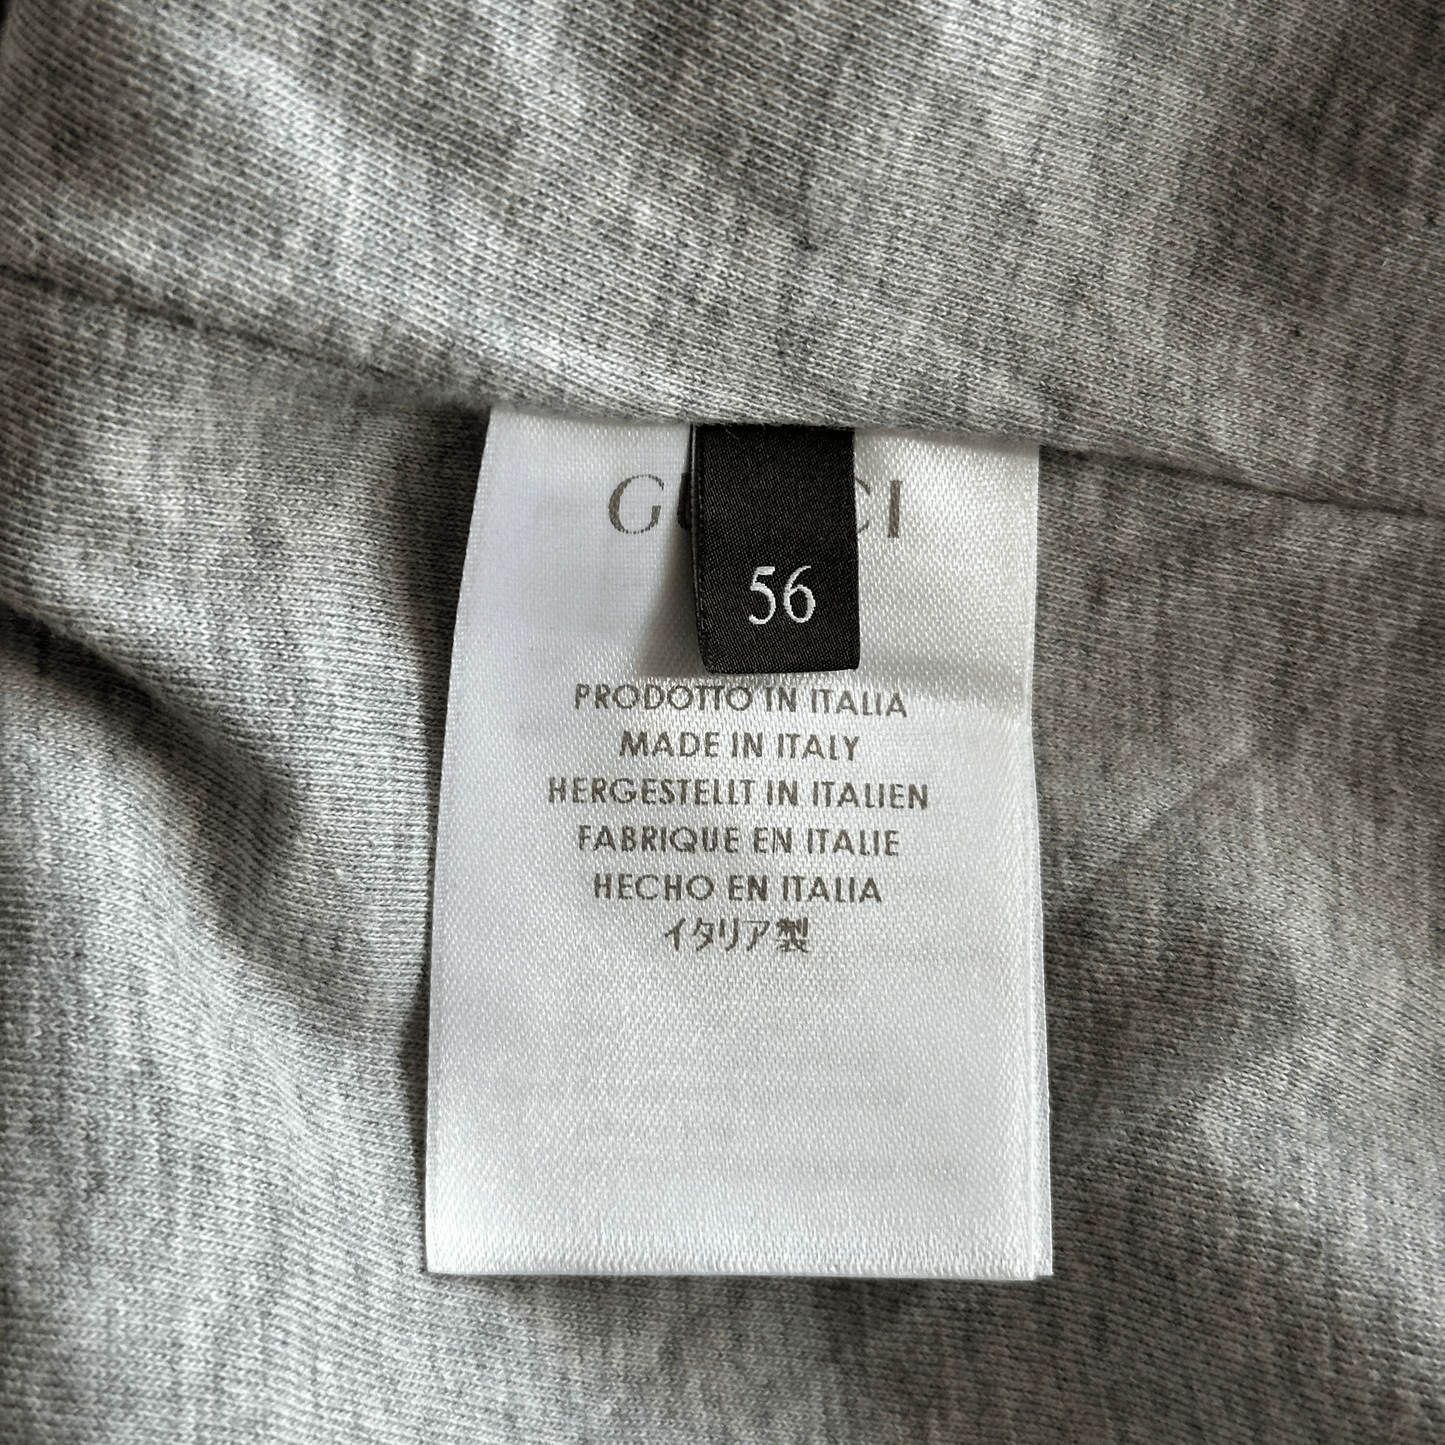 GUCCI
56
PRODOTTO IN ITALIA
MADE IN ITALY
HERGESTELLT IN ITALIEN
FABRIQUE EN ITALIE
HECHO EN ITALIA
イタリア製